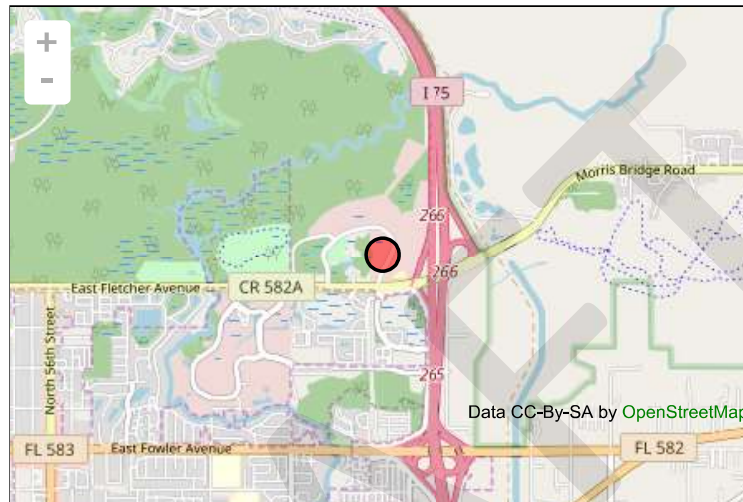 +
-
I 75
Morris Bridge Road
266
266
East Fletcher Avenue
CR 582A
North 56th Street
265
Data CC-By-SA by OpenStreetMap
FL 583
East Fowler Avenue
FL 582